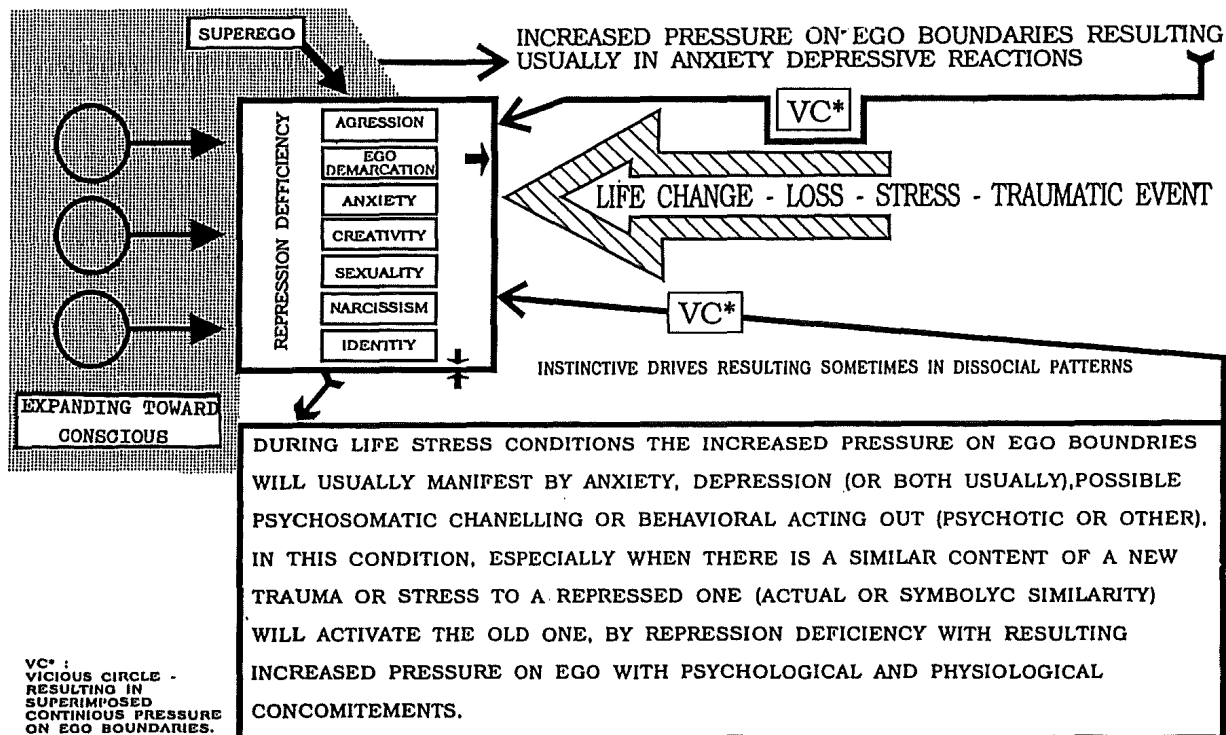 SUPEREGO
INCREASED PRESSURE ON EGO BOUNDARIES RESULTING
USUALLY IN ANXIETY DEPRESSIVE REACTIONS
VC*
REPRESSION DEFFICIENCY
AGRESSION
EGO
DEMARCATION
ANXIETY
CREATIVITY
SEXUALITY
NARCISSISM
IDENTITY
LIFE CHANGE - LOSS - STRESS - TRAUMATIC EVENT
VC*
INSTINCTIVE DRIVES RESULTING SOMETIMES IN DISSOCIAL PATTERNS
EXPANDING TOWARD
CONSCIOUS
DURING LIFE STRESS CONDITIONS THE INCREASED PRESSURE ON EGO BOUNDRIES
WILL USUALLY MANIFEST BY ANXIETY, DEPRESSION (OR BOTH USUALLY),POSSIBLE
PSYCHOSOMATIC CHANELLING OR BEHAVIORAL ACTING OUT (PSYCHOTIC OR OTHER).
IN THIS CONDITION, ESPECIALLY WHEN THERE IS A SIMILAR CONTENT OF A NEW
TRAUMA OR STRESS TO A REPRESSED ONE (ACTUAL OR SYMBOLYC SIMILARITY)
WILL ACTIVATE THE OLD ONE, BY REPRESSION DEFICIENCY WITH RESULTING
INCREASED PRESSURE ON EGO WITH PSYCHOLOGICAL AND PHYSIOLOGICAL
CONCOMITEMENTS.
VC* :
VICIOUS CIRCLE -
RESULTING IN
SUPERIMPOSED
CONTINIOUS PRESSURE
ON EGO BOUNDARIES.